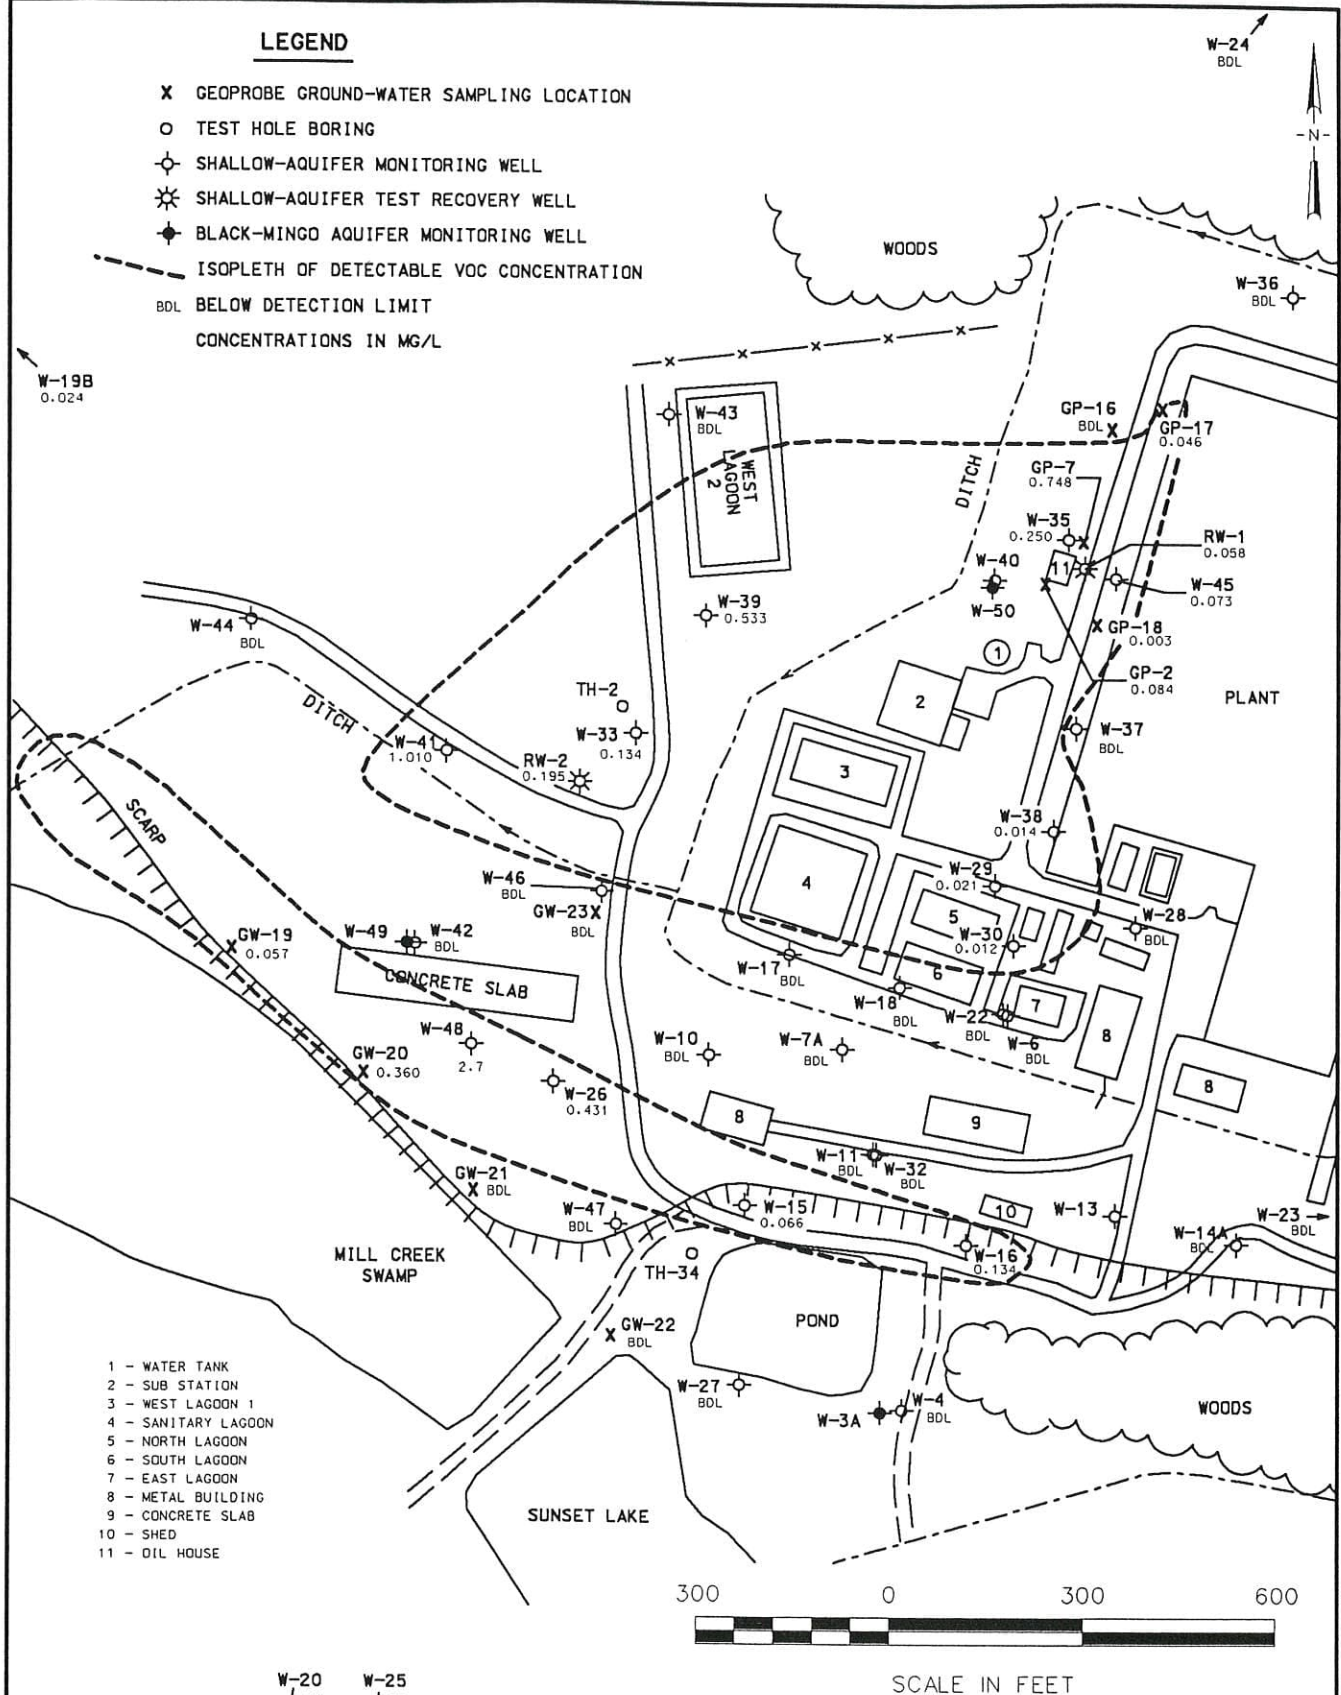 LEGEND
X GEOPROBE GROUND-WATER SAMPLING LOCATION
TEST HOLE BORING
SHALLOW-AQUIFER MONITORING WELL
SHALLOW-AQUIFER TEST RECOVERY WELL
BLACK-MINGO AQUIFER MONITORING WELL
ISOPLETH OF DETECTABLE VOC CONCENTRATION
BDL BELOW DETECTION LIMIT
CONCENTRATIONS IN MG/L
W-24
BDL
-N-
WOODS
W-36
BDL
W-19B
0.024
W-43
BDL
WEST
LAGOON
2
GP-16
BDL
GP-17
0.046
DITCH
GP-7
0.748
W-35
0.250
RW-1
0.058
W-40
W-50
11
W-45
0.073
W-39
0.533
W-44
BDL
GP-18
0.003
1
GP-2
0.084
PLANT
2
TH-2
DITCH
W-33
0.134
W-41
1.010
RW-2
0.195
W-37
BDL
3
SCARP
W-38
0.014
W-46
BDL
4
W-29
0.021
GW-23
BDL
5
W-28
BDL
W-30
0.012
GW-19
0.057
W-49
W-42
BDL
CONCRETE SLAB
W-17
BDL
6
W-18
BDL
7
W-22
BDL
W-6
BDL
8
W-48
2.7
W-10
BDL
W-7A
BDL
GW-20
0.360
W-26
0.431
8
8
9
W-11
BDL
W-32
BDL
GW-21
BDL
W-47
BDL
W-15
0.066
10
W-13
W-23
BDL
W-14A
BDL
W-16
0.134
MILL CREEK
SWAMP
TH-34
POND
GW-22
BDL
W-27
BDL
W-3A
W-4
BDL
WOODS
1 - WATER TANK
2 - SUB STATION
3 - WEST LAGOON 1
4 - SANITARY LAGOON
5 - NORTH LAGOON
6 - SOUTH LAGOON
7 - EAST LAGOON
8 - METAL BUILDING
9 - CONCRETE SLAB
10 - SHED
11 - OIL HOUSE
SUNSET LAKE
300 0 300 600
SCALE IN FEET
W-20 W-25